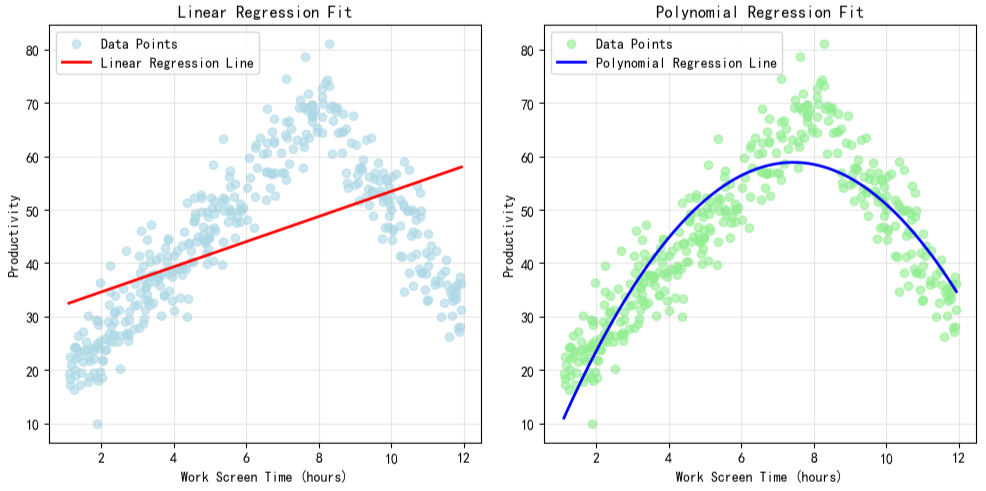 Linear Regression Fit
Data Points
Linear Regression Line
80
70
60
50
40
30
20
10
Productivity
2
4
6
8
10
12
Work Screen Time (hours)
Polynomial Regression Fit
Data Points
Polynomial Regression Line
80
70
60
50
40
30
20
10
Productivity
2
4
6
8
10
12
Work Screen Time (hours)